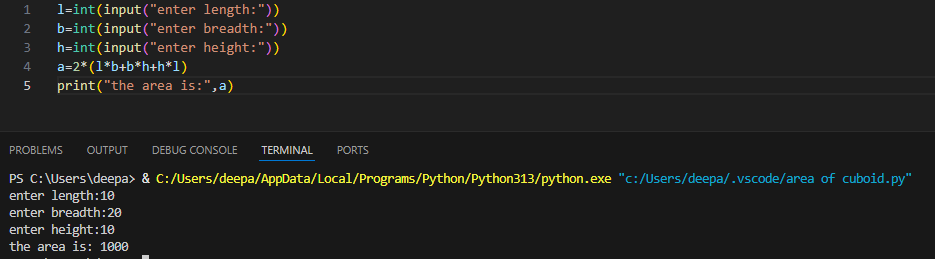 1 l=int(input("enter length:"))
2 b=int(input("enter breadth:"))
3 h=int(input("enter height:"))
4 a=2*(l*b+b*h+h*l)
5 print("the area is:",a)
PROBLEMS OUTPUT DEBUG CONSOLE TERMINAL PORTS
PS C:\Users\deepa> & C:/Users/deepa/AppData/Local/Programs/Python/Python313/python.exe "c:/Users/deepa/.vscode/area of cuboid.py"
enter length:10
enter breadth:20
enter height:10
the area is: 1000